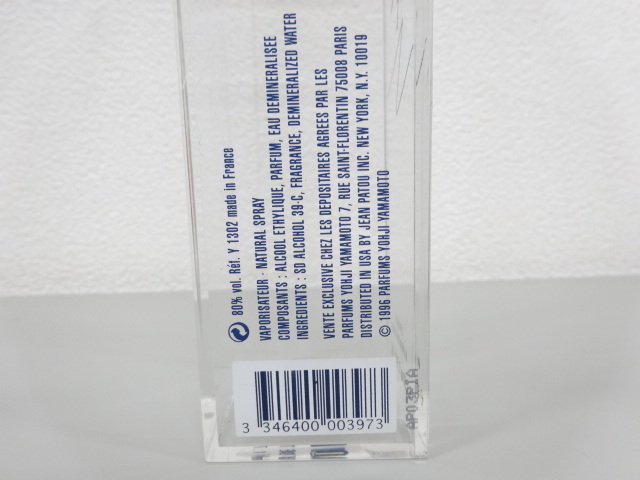 80% vol. Réf. Y 1302 made in France
VAPORISATEUR - NATURAL SPRAY
COMPOSANTS : ALCOOL ETHYLIQUE, PARFUM, EAU DEMINERALISEE
INGREDIENTS : SD ALCOHOL 39-C, FRAGRANCE, DEMINERALIZED WATER
VENTE EXCLUSIVE CHEZ LES DEPOSITAIRES AGREES PAR LES
PARFUMS YOHJI YAMAMOTO 7, RUE SAINT-FLORENTIN 75008 PARIS
DISTRIBUTED IN USA BY JEAN PATOU INC. NEW YORK, N.Y. 10019
© 1996 PARFUMS YOHJI YAMAMOTO
3 346400 003973